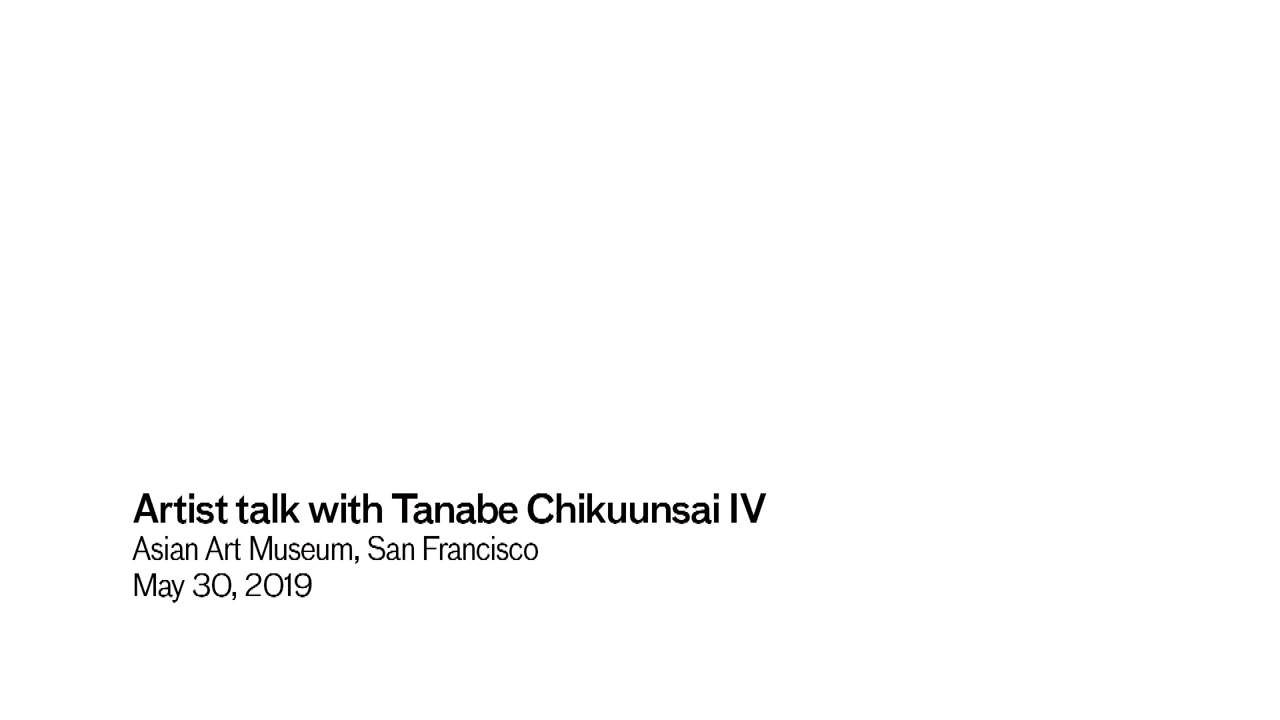 Artist talk with Tanabe Chikuunsai IV
Asian Art Museum, San Francisco
May 30, 2019